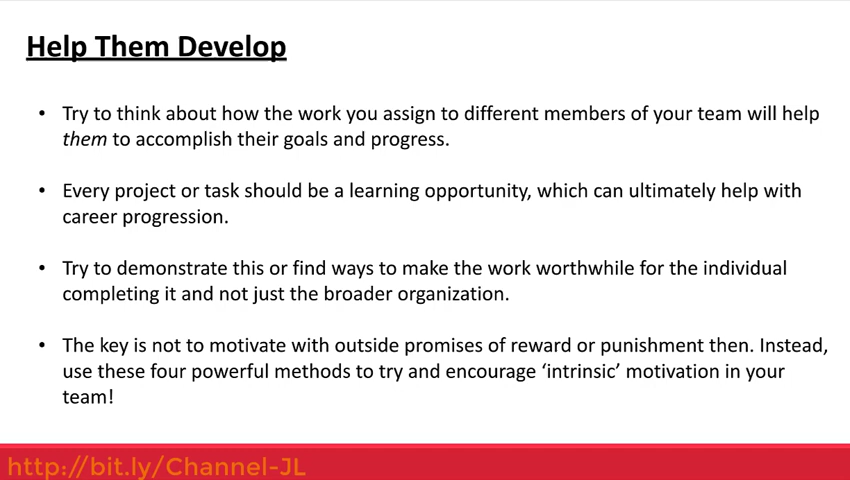 Help Them Develop
• Try to think about how the work you assign to different members of your team will help
them to accomplish their goals and progress.
• Every project or task should be a learning opportunity, which can ultimately help with
career progression.
• Try to demonstrate this or find ways to make the work worthwhile for the individual
completing it and not just the broader organization.
• The key is not to motivate with outside promises of reward or punishment then. Instead,
use these four powerful methods to try and encourage ‘intrinsic’ motivation in your
team!
http://bit.ly/Channel-JL